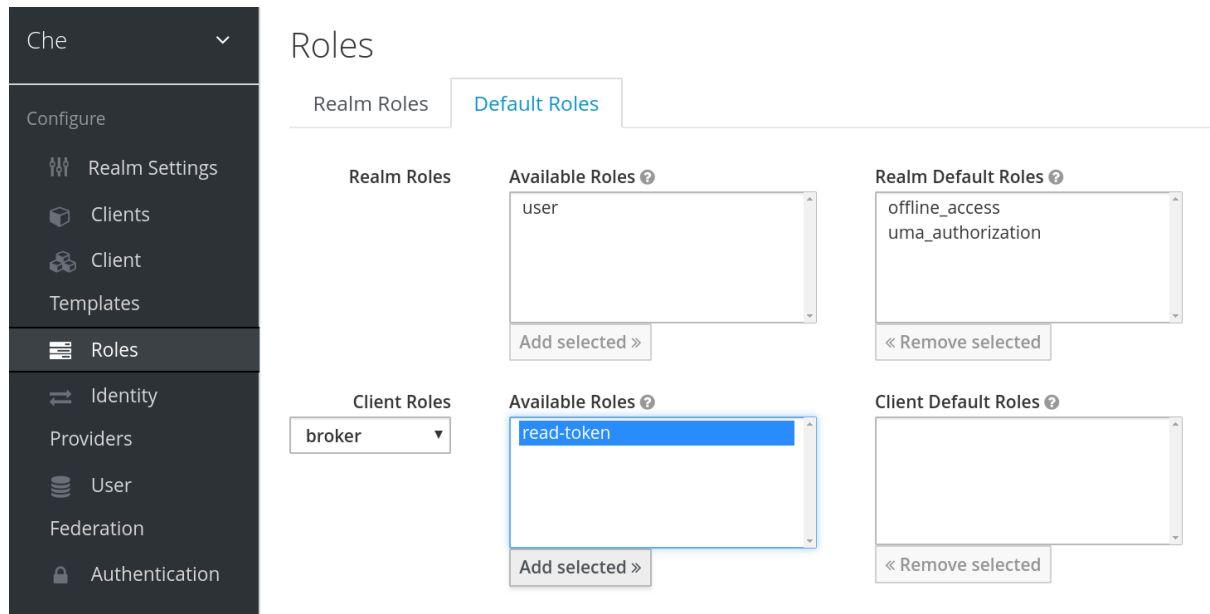 Che
Configure
Realm Settings
Clients
Client
Templates
Roles
Identity
Providers
User
Federation
Authentication
Roles
Realm Roles
Default Roles
Realm Roles
Available Roles
user
Add selected »
Realm Default Roles
offline_access
uma_authorization
« Remove selected
Client Roles
broker
Available Roles
read-token
Add selected »
Client Default Roles
« Remove selected